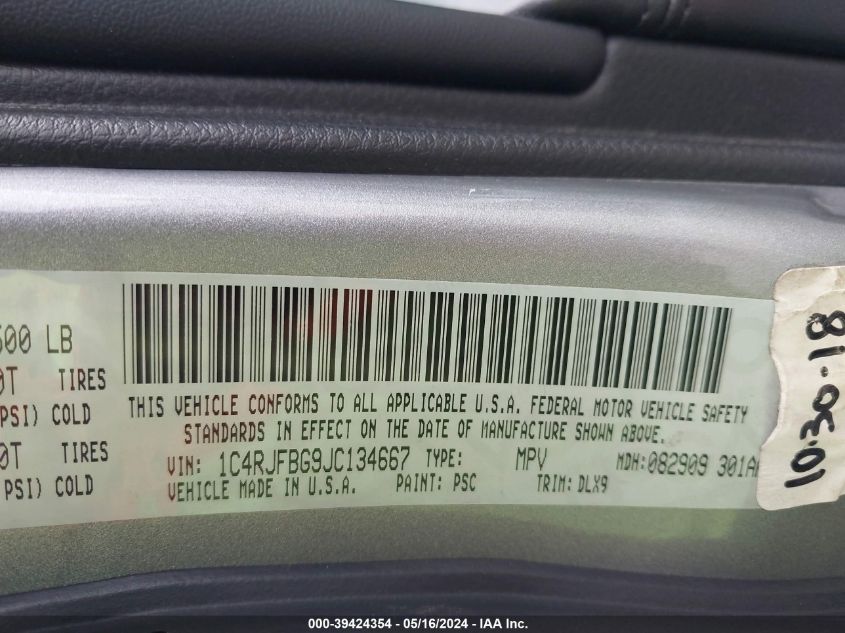 500 LB
0T TIRES
PSI) COLD
0T TIRES
PSI) COLD
THIS VEHICLE CONFORMS TO ALL APPLICABLE U.S.A. FEDERAL MOTOR VEHICLE SAFETY
STANDARDS IN EFFECT ON THE DATE OF MANUFACTURE SHOWN ABOVE.
VIN: 1C4RJFBG9JC134667 TYPE: MPV MDH:082909 301A
VEHICLE MADE IN U.S.A. PAINT: PSC TRIM: DLX9
10.30.18
000-39424354 - 05/16/2024 - IAA Inc.